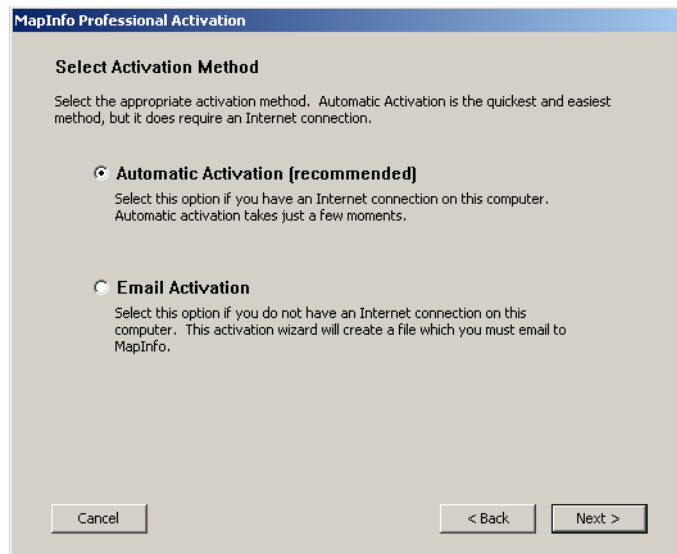 MapInfo Professional Activation
Select Activation Method
Select the appropriate activation method. Automatic Activation is the quickest and easiest
method, but it does require an Internet connection.
Automatic Activation (recommended)
Select this option if you have an Internet connection on this computer.
Automatic activation takes just a few moments.
Email Activation
Select this option if you do not have an Internet connection on this
computer. This activation wizard will create a file which you must email to
MapInfo.
Cancel
< Back
Next >